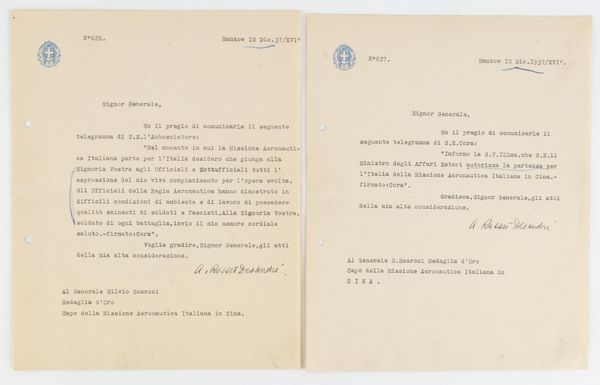 N°626.
Hankow 10 Dic.37/XVI°
Signor Generale,
Ho il pregio di comunicarle il seguente
telegramma di S.E.l'Ambasciatore:
"Nel momento in cui la Missione Aeronauti-
ca Italiana parte per l'Italia desidero che giunga alla
Signoria Vostra agli Ufficiali e Sottufficiali tutti l'
espressione del mio vivo compiacimento per l'opera svolta.
Gli Ufficiali della Regia Aeronautica hanno dimostrato in
difficili condizioni di ambiente e di lavoro di possedere
qualità eminenti di soldati e fascisti.Alla Signoria Vostra,
soldato di ogni battaglia,invio il mio memore cordiale
saluto.-firmato:Cora".
Voglia gradire,Signor Generale,gli atti
della mia alta considerazione.
A. Rosset Desandré.
Al Generale Silvio Scaroni
Medaglia d'Oro
Capo della Missione Aeronautica Italiana in Cina.
N°627.
Hankow 10 Dic.1937/XVI°.
Signor Generale,
Ho il pregio di comunicarle il
seguente telegramma di S.E.Cora:
"Informo la S.V.Illma.che S.E.il
Ministro degli Affari Esteri autorizza la partenza per
l'Italia della Missione Aeronautica Italiana in Cina.-
firmato:Cora".
Gradisca,Signor Generale,gli atti
della mia alta considerazione.
A Rosset Desandré
Al Generale S.Scaroni Medaglia d'Oro
Capo della Missione Aeronautica Italiana in
C I N A .